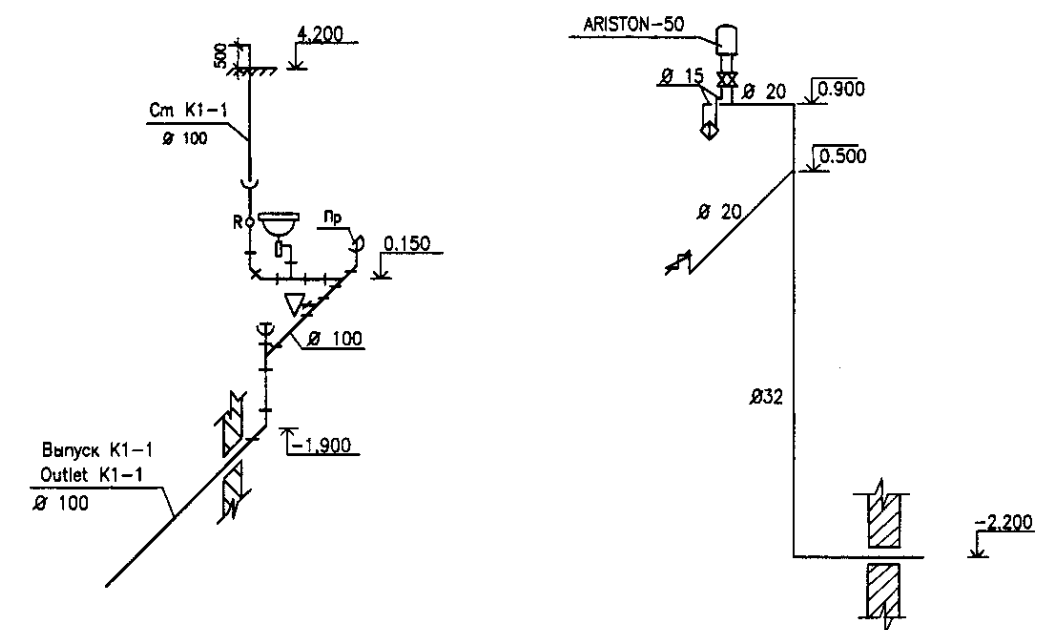 4.200
500
Ст К1-1
Ø 100
R
Пр
0.150
Ø 100
-1,900
Выпуск К1-1
Outlet K1-1
Ø 100
ARISTON-50
Ø 15
Ø 20
0.900
0.500
Ø 20
Ø32
-2,200